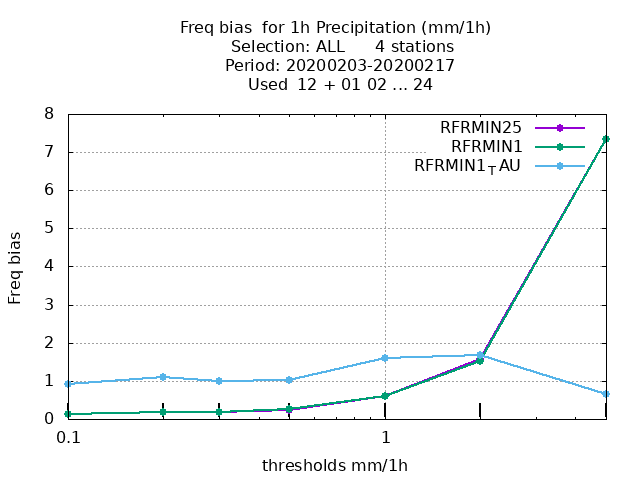 Freq bias  for 1h Precipitation (mm/1h)
Selection: ALL      4 stations
Period: 20200203-20200217
Used  12 + 01 02 ... 24
RFRMIN25
RFRMIN1
RFRMIN1TAU
8
7
6
5
4
3
2
1
0
Freq bias
0.1
1
thresholds mm/1h